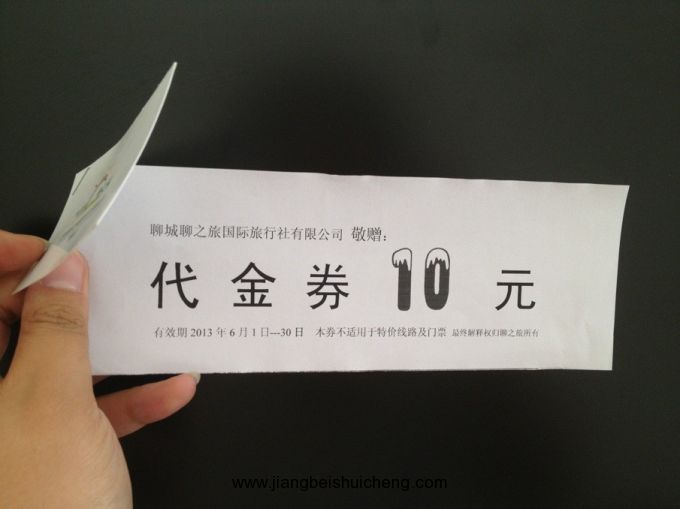 聊城聊之旅国际旅行社有限公司 敬赠：
代金券 10 元
有效期 2013 年 6 月 1 日---30 日 本券不适用于特价线路及门票 最终解释权归聊之旅所有
www.jiangbeishuicheng.com